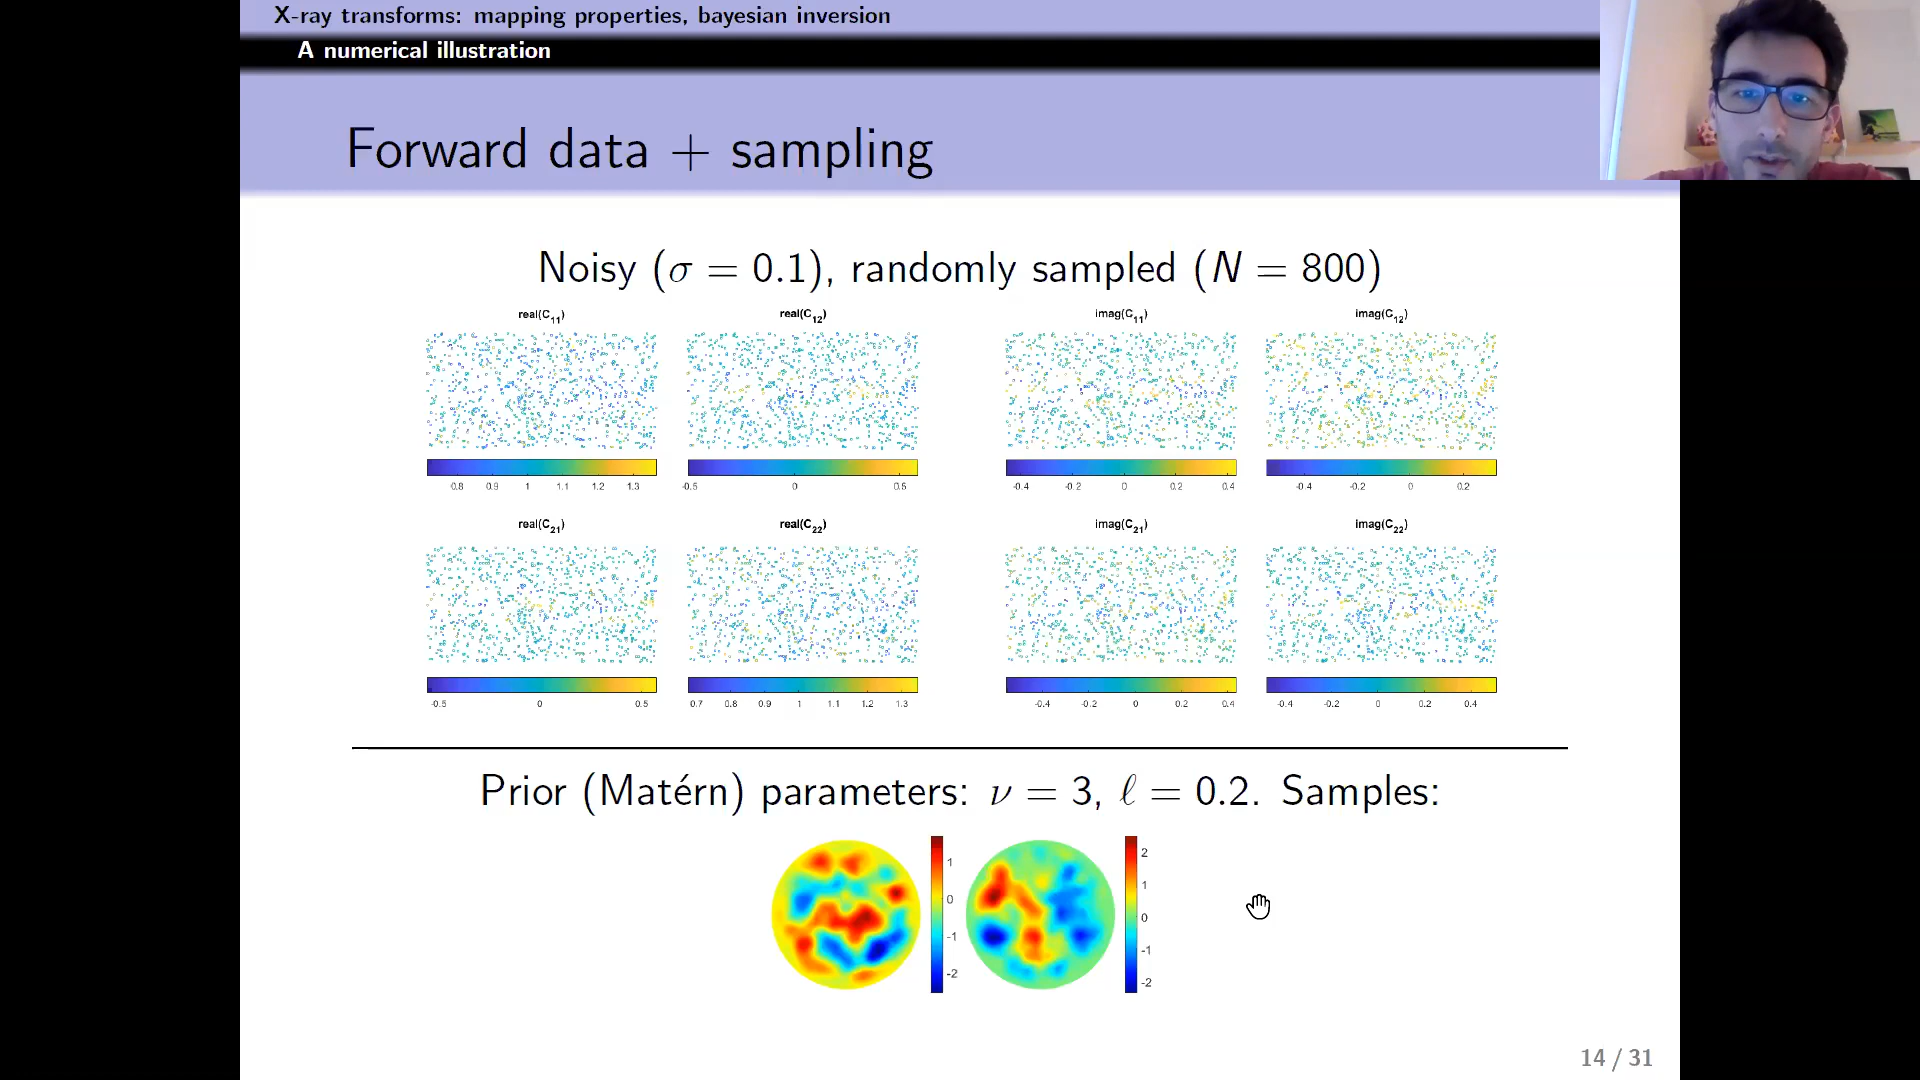 X-ray transforms: mapping properties, bayesian inversion
A numerical illustration
Forward data + sampling
Noisy (σ = 0.1), randomly sampled (N = 800)
real(C11) real(C12) imag(C11) imag(C12)
0.8 0.9 1 1.1 1.2 1.3 -0.5 0 0.5 -0.4 -0.2 0 0.2 0.4 -0.4 -0.2 0 0.2
real(C21) real(C22) imag(C21) imag(C22)
-0.5 0 0.5 0.7 0.8 0.9 1 1.1 1.2 1.3 -0.4 -0.2 0 0.2 0.4 -0.4 -0.2 0 0.2 0.4
Prior (Matérn) parameters: ν = 3, ℓ = 0.2. Samples:
1 0 -1 -2
2 1 0 -1 -2
14 / 31